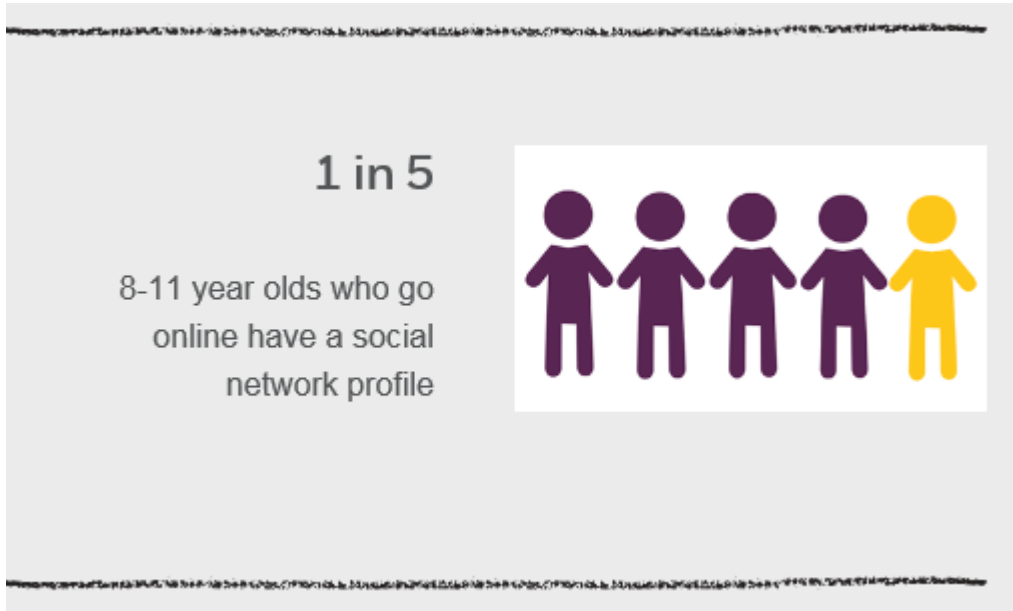 1 in 5
8-11 year olds who go
online have a social
network profile